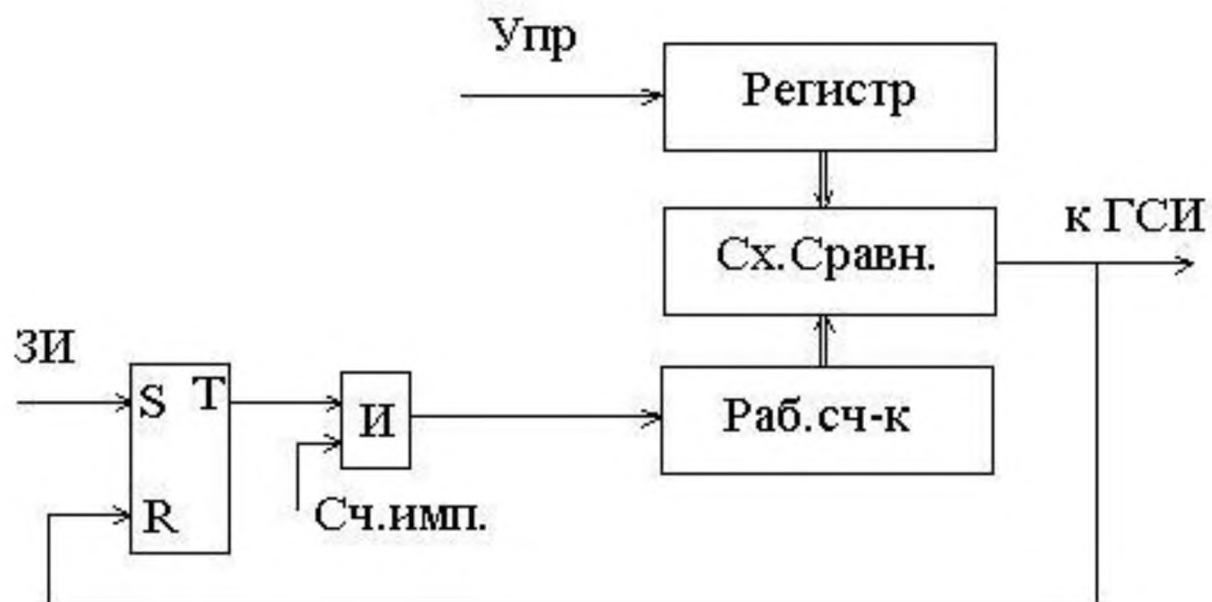 Упр
Регистр
к ГСИ
Сх.Сравн.
ЗИ
S T
И
Раб.сч-к
R
Сч.имп.